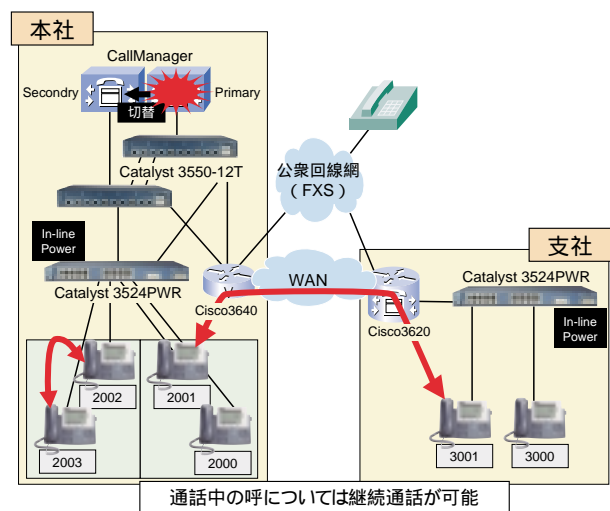 本社
CallManager
Secondry
Primary
切替
Catalyst 3550-12T
公衆回線網
（FXS）
In-line
Power
支社
Catalyst 3524PWR
WAN
Catalyst 3524PWR
Cisco3640
Cisco3620
In-line
Power
2002
2001
2003
2000
3001
3000
通話中の呼については継続通話が可能